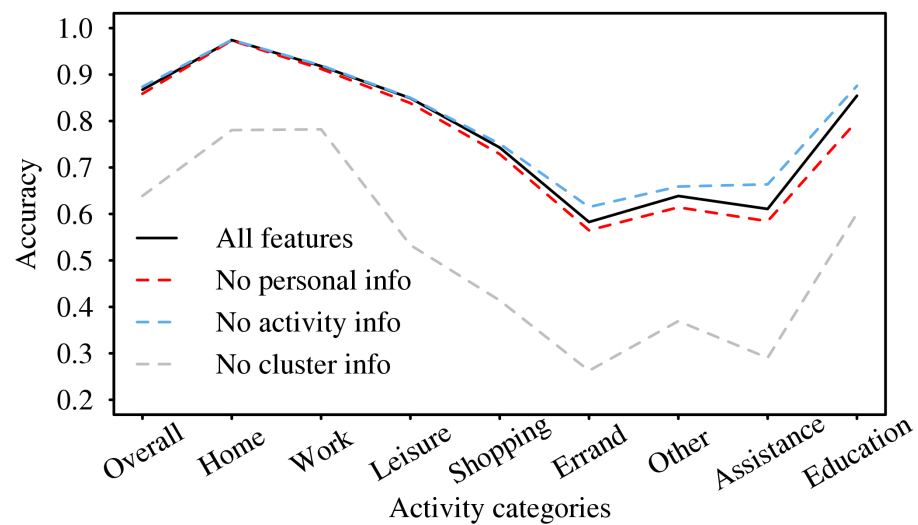 1.0
0.9
0.8
0.7
0.6
0.5
0.4
0.3
0.2
Accuracy
All features
No personal info
No activity info
No cluster info
Overall
Home
Work
Leisure
Shopping
Errand
Other
Assistance
Education
Activity categories